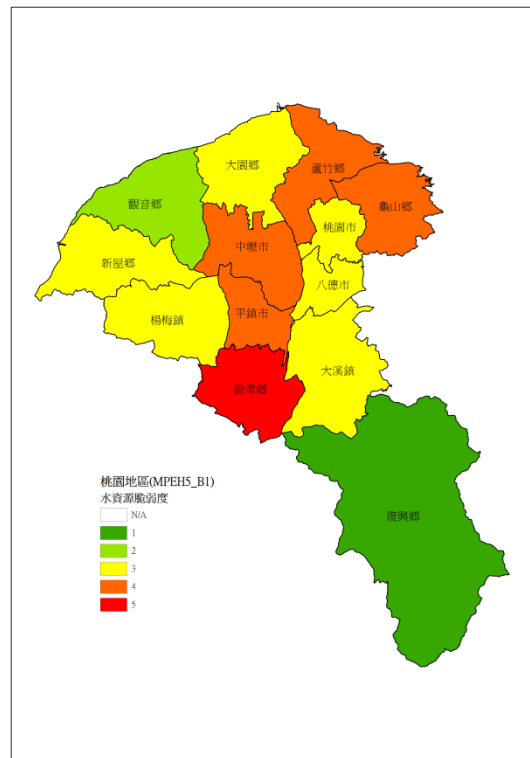 大園鄉
蘆竹鄉
龜山鄉
觀音鄉
桃園市
中壢市
新屋鄉
八德市
平鎮市
楊梅鎮
大溪鎮
龍潭鄉
復興鄉
桃園地區(MPEH5_B1)
水資源脆弱度
N/A
1
2
3
4
5